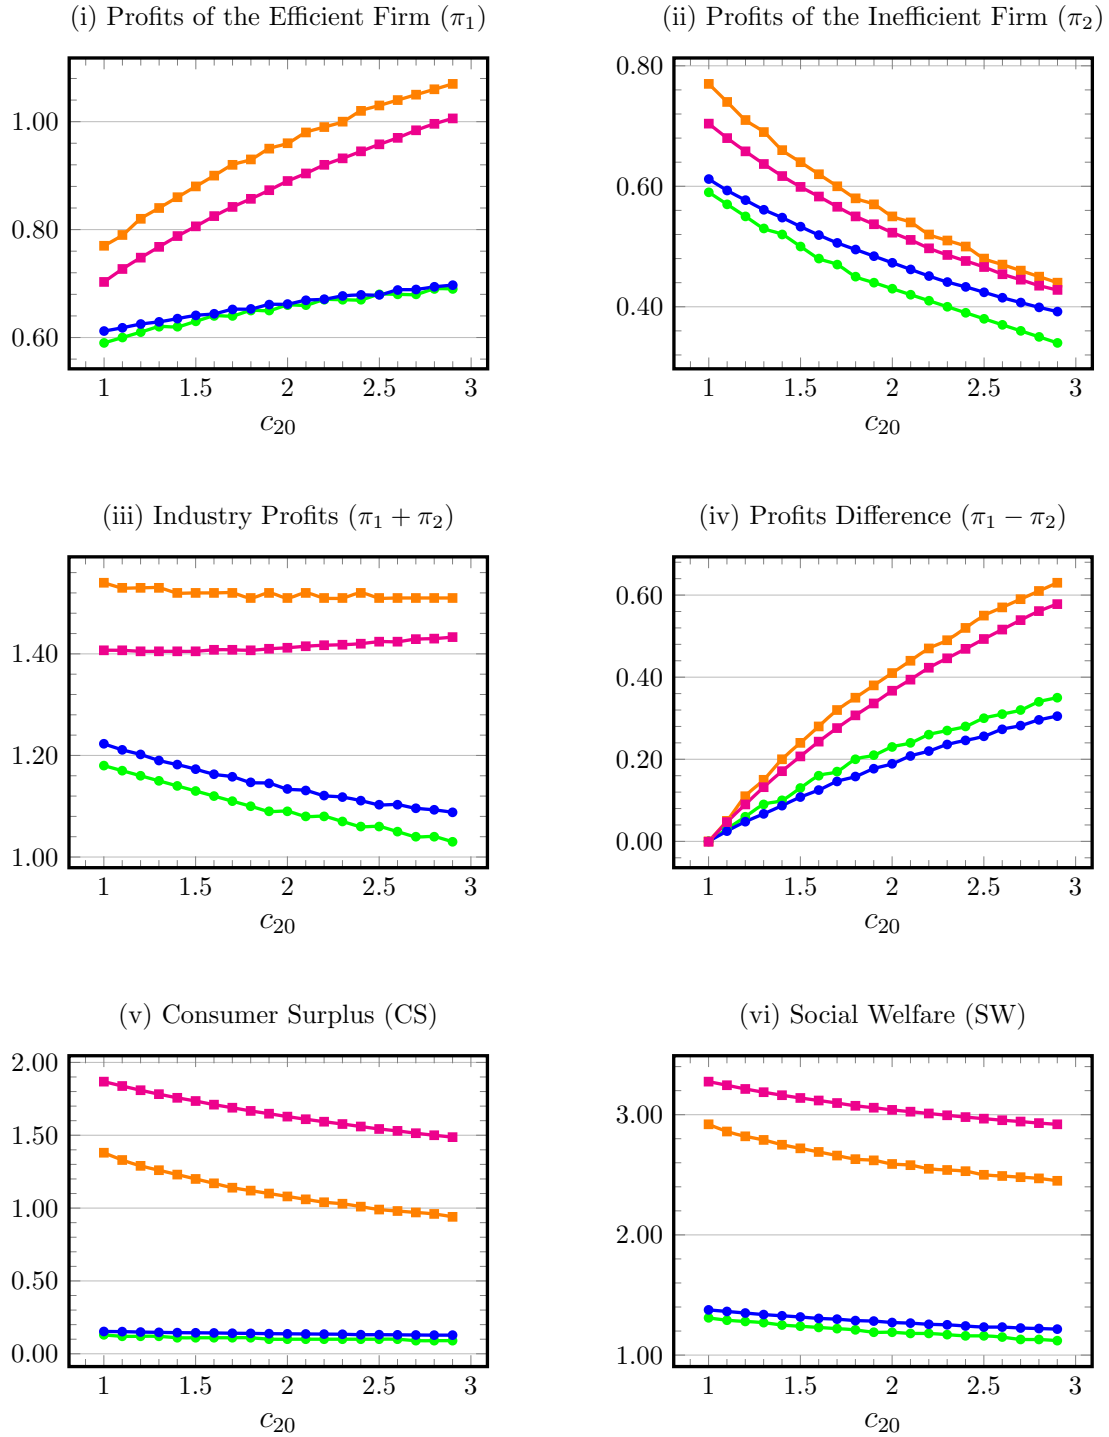 (i) Profits of the Efficient Firm (π₁)
1.00
0.80
0.60
1 1.5 2 2.5 3
c₂₀
(ii) Profits of the Inefficient Firm (π₂)
0.80
0.60
0.40
1 1.5 2 2.5 3
c₂₀
(iii) Industry Profits (π₁ + π₂)
1.40
1.20
1.00
1 1.5 2 2.5 3
c₂₀
(iv) Profits Difference (π₁ − π₂)
0.60
0.40
0.20
0.00
1 1.5 2 2.5 3
c₂₀
(v) Consumer Surplus (CS)
2.00
1.50
1.00
0.50
0.00
1 1.5 2 2.5 3
c₂₀
(vi) Social Welfare (SW)
3.00
2.00
1.00
1 1.5 2 2.5 3
c₂₀